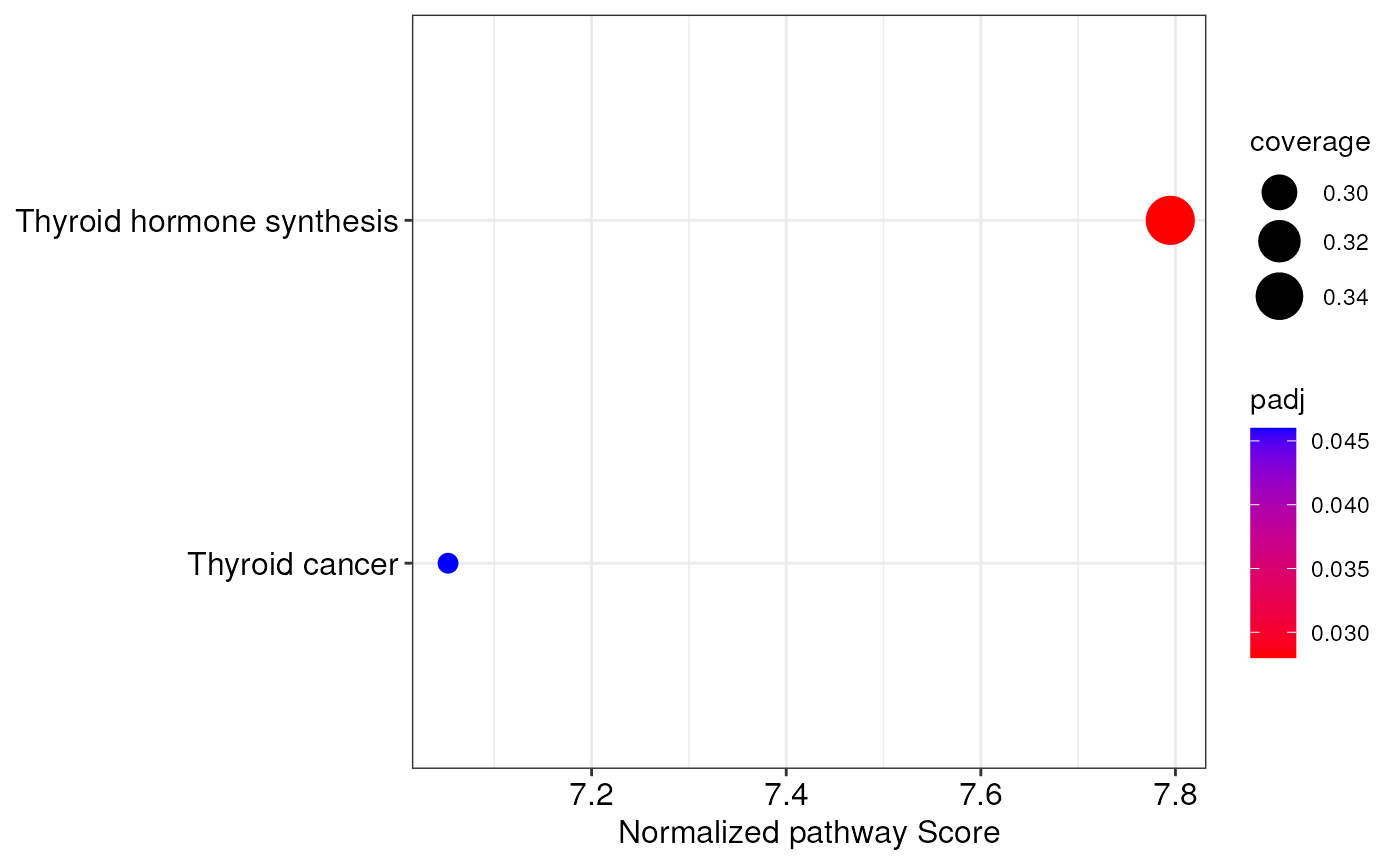 Thyroid hormone synthesis
Thyroid cancer
7.2
7.4
7.6
7.8
Normalized pathway Score
coverage
0.30
0.32
0.34
padj
0.045
0.040
0.035
0.030